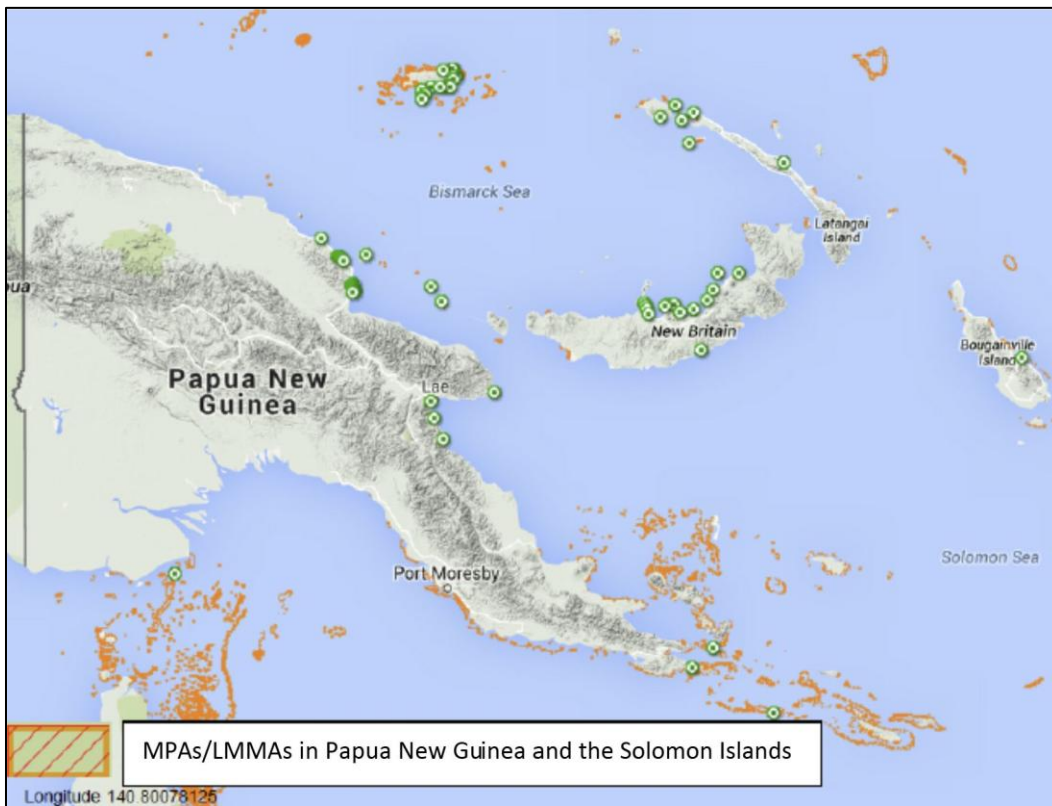 Bismarck Sea
Latangai
Island
New Britain
Bougainville
Island
Papua New
Guinea
Lae
Solomon Sea
Port Moresby
MPAs/LMMAs in Papua New Guinea and the Solomon Islands
Longitude 140.80078125